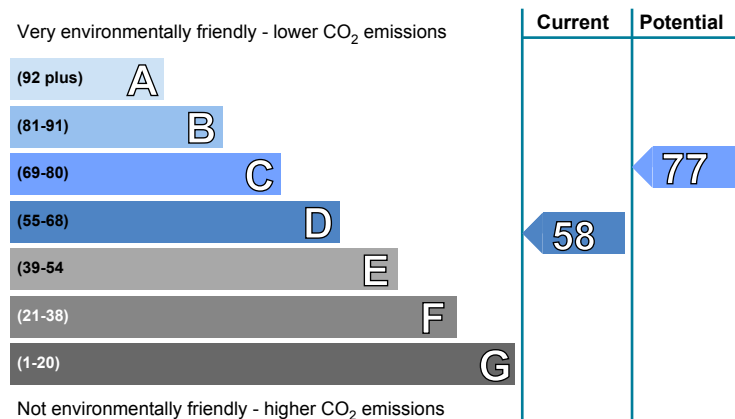 Very environmentally friendly - lower CO₂ emissions
Current
Potential
(92 plus) A
(81-91) B
(69-80) C
77
(55-68) D
58
(39-54 E
(21-38) F
(1-20) G
Not environmentally friendly - higher CO₂ emissions